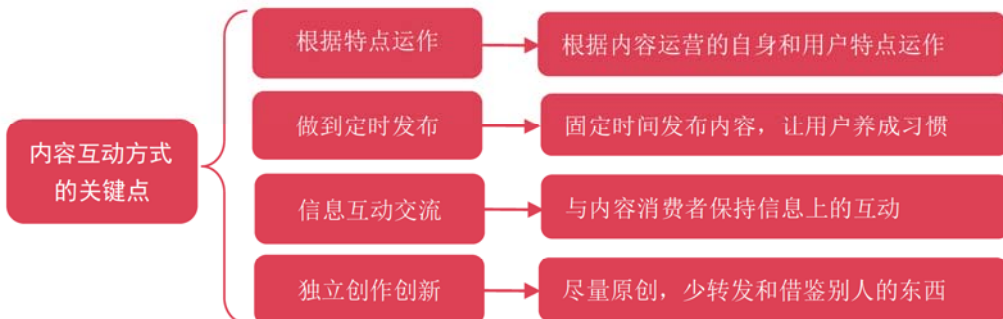 内容互动方式
的关键点
根据特点运作
根据内容运营的自身和用户特点运作
做到定时发布
固定时间发布内容，让用户养成习惯
信息互动交流
与内容消费者保持信息上的互动
独立创作创新
尽量原创，少转发和借鉴别人的东西